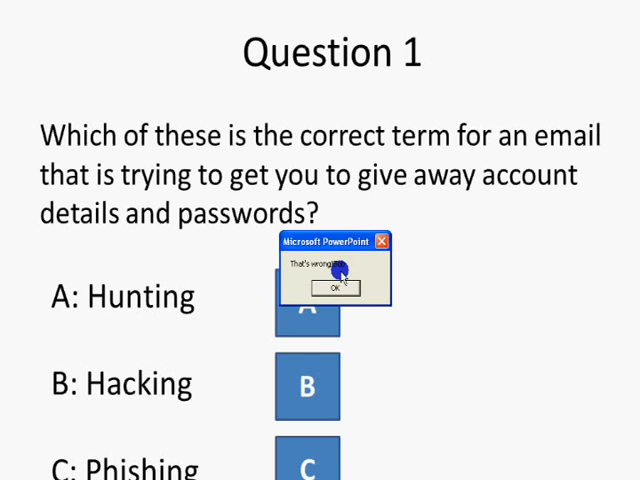 Question 1
Which of these is the correct term for an email
that is trying to get you to give away account
details and passwords?
Microsoft PowerPoint
That's wrong
OK
A: Hunting
A
B: Hacking
B
C: Phishing
C